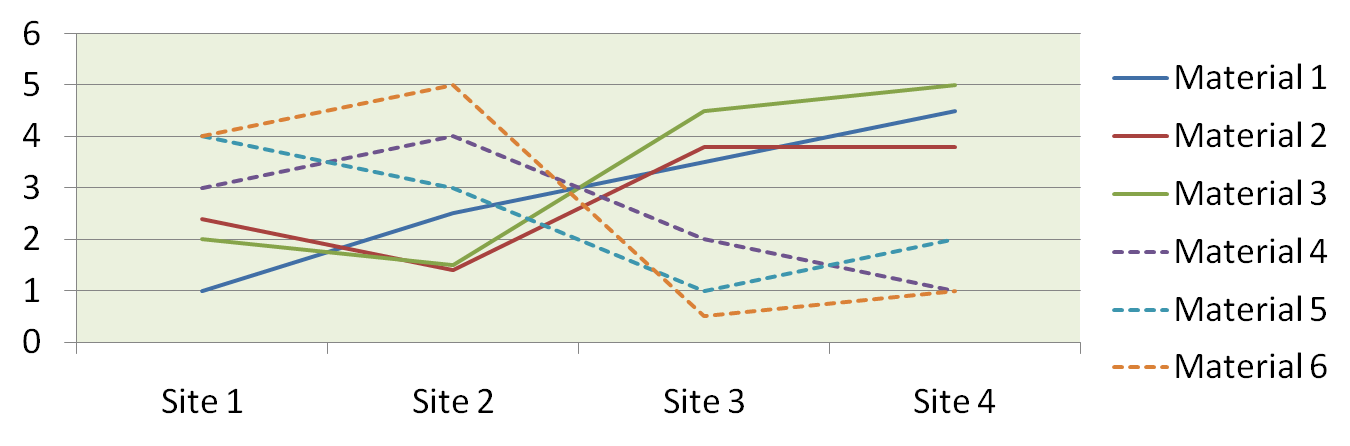 6
5
4
3
2
1
0
Site 1 Site 2 Site 3 Site 4
Material 1
Material 2
Material 3
Material 4
Material 5
Material 6